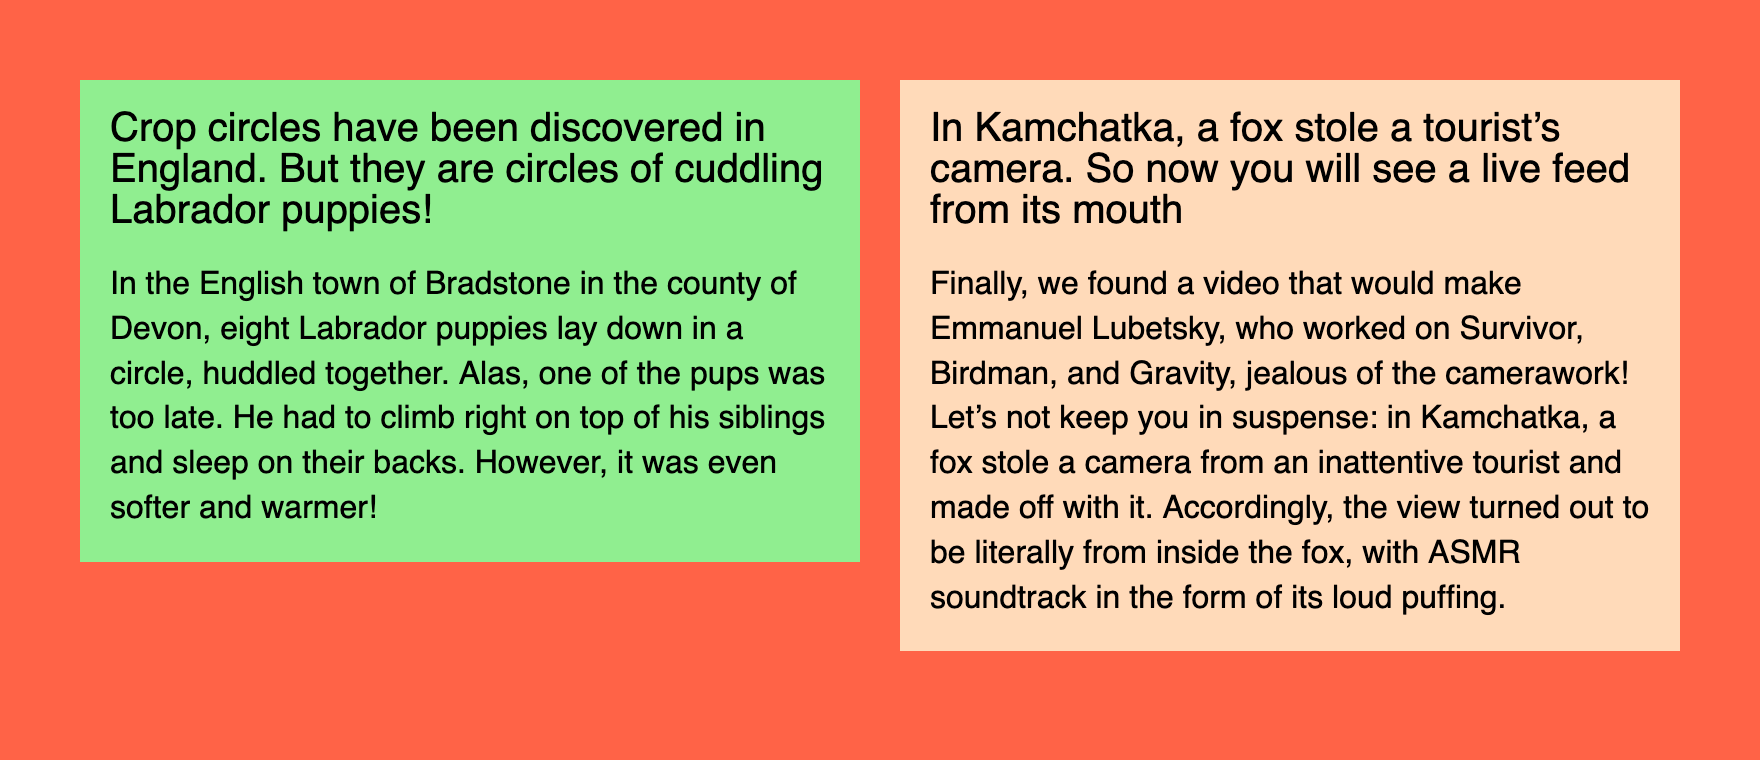 Crop circles have been discovered in
England. But they are circles of cuddling
Labrador puppies!
In the English town of Bradstone in the county of
Devon, eight Labrador puppies lay down in a
circle, huddled together. Alas, one of the pups was
too late. He had to climb right on top of his siblings
and sleep on their backs. However, it was even
softer and warmer!
In Kamchatka, a fox stole a tourist’s
camera. So now you will see a live feed
from its mouth
Finally, we found a video that would make
Emmanuel Lubetsky, who worked on Survivor,
Birdman, and Gravity, jealous of the camerawork!
Let’s not keep you in suspense: in Kamchatka, a
fox stole a camera from an inattentive tourist and
made off with it. Accordingly, the view turned out to
be literally from inside the fox, with ASMR
soundtrack in the form of its loud puffing.